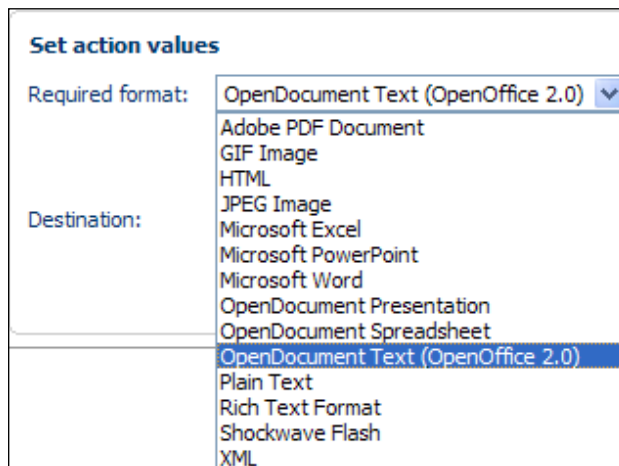 Set action values
Required format: OpenDocument Text (OpenOffice 2.0)
Adobe PDF Document
GIF Image
HTML
JPEG Image
Destination:
Microsoft Excel
Microsoft PowerPoint
Microsoft Word
OpenDocument Presentation
OpenDocument Spreadsheet
OpenDocument Text (OpenOffice 2.0)
Plain Text
Rich Text Format
Shockwave Flash
XML